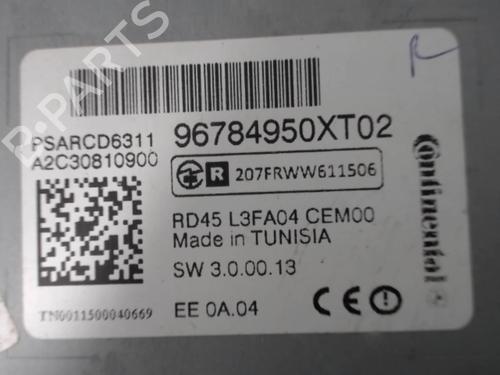 PSARCD6311 96784950XT02
A2C30810900
R 207FRWW611506
RD45 L3FA04 CEM00
Made in TUNISIA
SW 3.0.00.13
TN0011500040669 EE 0A.04 CE
Continental
B-PARTS